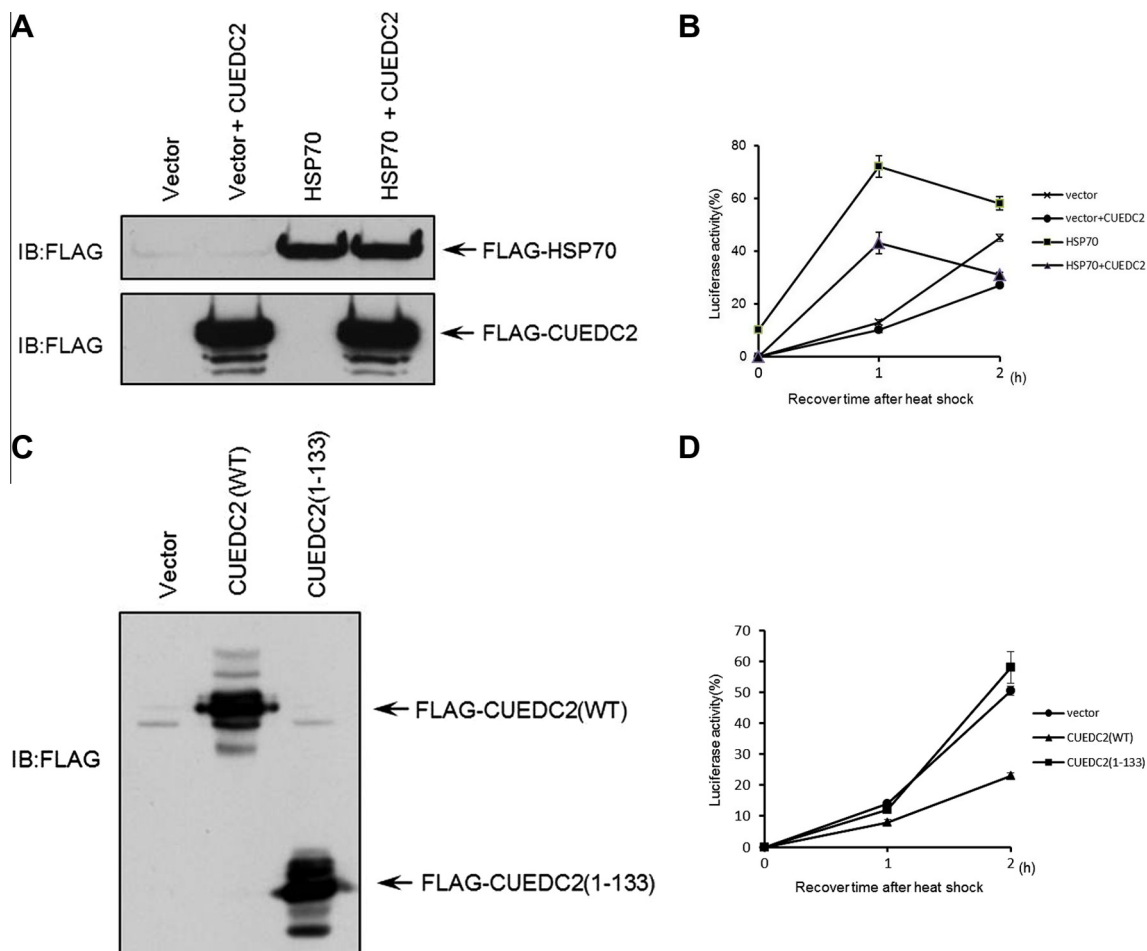 A
Vector
Vector+ CUEDC2
HSP70
HSP70 + CUEDC2
IB:FLAG
FLAG-HSP70
IB:FLAG
FLAG-CUEDC2
B
80
60
40
20
0
Luciferase activity(%)
0 1 2 (h)
Recover time after heat shock
vector
vector+CUEDC2
HSP70
HSP70+CUEDC2
C
Vector
CUEDC2(WT)
CUEDC2(1-133)
IB:FLAG
FLAG-CUEDC2(WT)
FLAG-CUEDC2(1-133)
D
70
60
50
40
30
20
10
0
Luciferase activity(%)
0 1 2 (h)
Recover time after heat shock
vector
CUEDC2(WT)
CUEDC2(1-133)